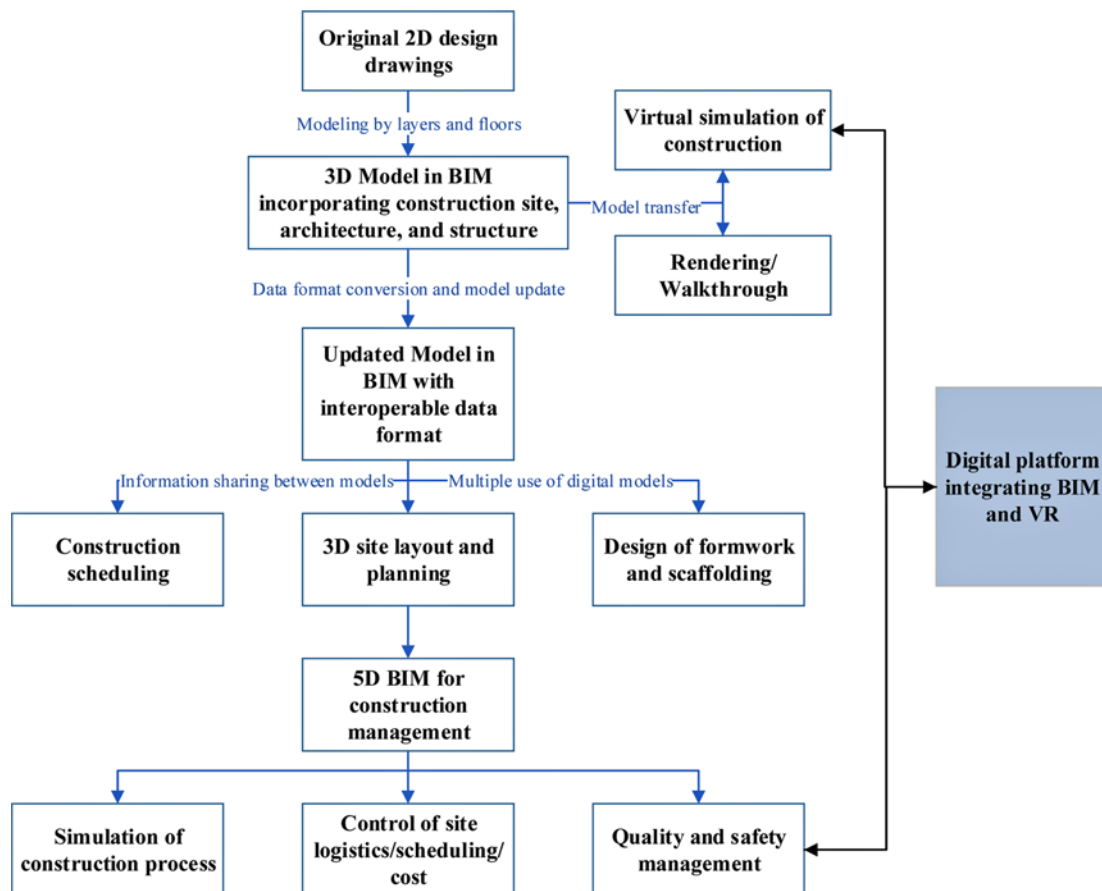 Original 2D design
drawings
Modeling by layers and floors
Virtual simulation of
construction
3D Model in BIM
incorporating construction site,
architecture, and structure
Model transfer
Rendering/
Walkthrough
Data format conversion and model update
Updated Model in
BIM with
interoperable data
format
Digital platform
integrating BIM
and VR
Information sharing between models
Multiple use of digital models
Construction
scheduling
3D site layout and
planning
Design of formwork
and scaffolding
5D BIM for
construction
management
Simulation of
construction process
Control of site
logistics/scheduling/
cost
Quality and safety
management